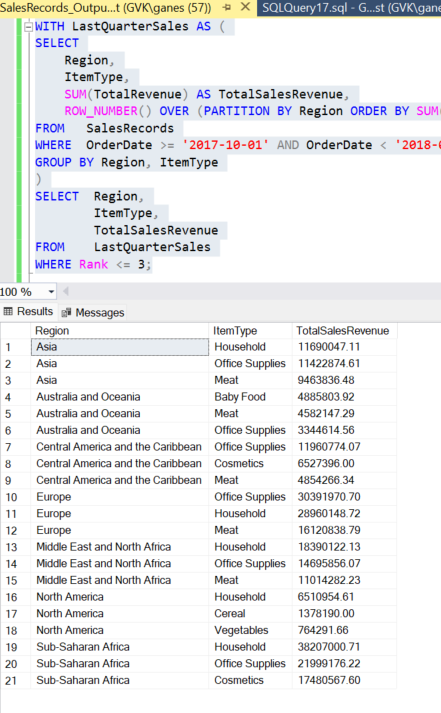 SalesRecords_Outpu...t (GVK\ganes (57)) SQLQuery17.sql - G...st (GVK\gane
WITH LastQuarterSales AS (
SELECT
Region,
ItemType,
SUM(TotalRevenue) AS TotalSalesRevenue,
ROW_NUMBER() OVER (PARTITION BY Region ORDER BY SUM(
FROM SalesRecords
WHERE OrderDate >= '2017-10-01' AND OrderDate < '2018-0
GROUP BY Region, ItemType
)
SELECT Region,
ItemType,
TotalSalesRevenue
FROM LastQuarterSales
WHERE Rank <= 3;
100 %
Results Messages
Region ItemType TotalSalesRevenue
1 Asia Household 11690047.11
2 Asia Office Supplies 11422874.61
3 Asia Meat 9463836.48
4 Australia and Oceania Baby Food 4885803.92
5 Australia and Oceania Meat 4582147.29
6 Australia and Oceania Office Supplies 3344614.56
7 Central America and the Caribbean Office Supplies 11960774.07
8 Central America and the Caribbean Cosmetics 6527396.00
9 Central America and the Caribbean Meat 4854266.34
10 Europe Office Supplies 30391970.70
11 Europe Household 28960148.72
12 Europe Meat 16120838.79
13 Middle East and North Africa Household 18390122.13
14 Middle East and North Africa Office Supplies 14695856.07
15 Middle East and North Africa Meat 11014282.23
16 North America Household 6510954.61
17 North America Cereal 1378190.00
18 North America Vegetables 764291.66
19 Sub-Saharan Africa Household 38207000.71
20 Sub-Saharan Africa Office Supplies 21999176.22
21 Sub-Saharan Africa Cosmetics 17480567.60